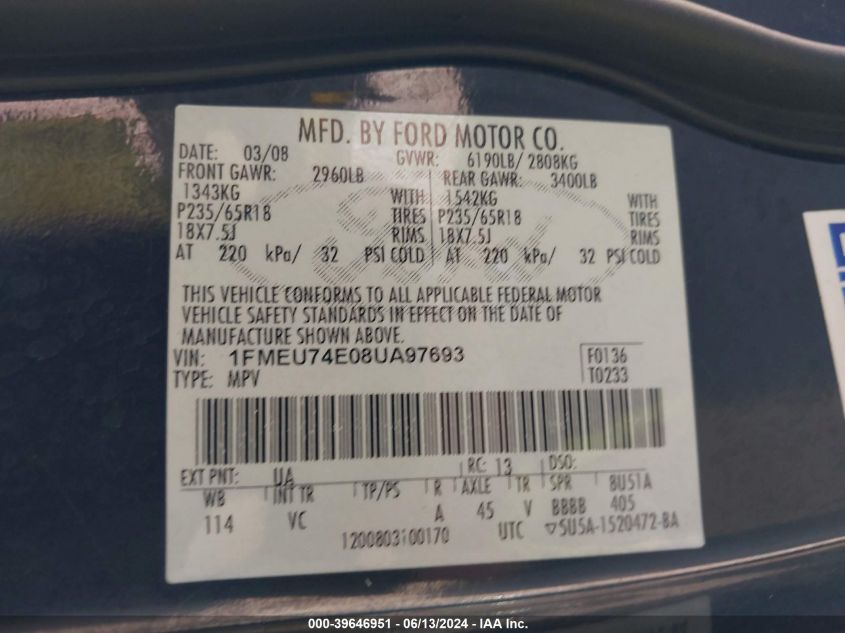 MFD. BY FORD MOTOR CO.
DATE: 03/08 GVWR: 6190LB/ 2808KG
FRONT GAWR: 2960LB REAR GAWR: 3400LB
1343KG WITH 1542KG WITH
P235/65R18 TIRES P235/65R18 TIRES
18X7.5J RIMS 18X7.5J RIMS
AT 220 kPa/ 32 PSI COLD AT 220 kPa/ 32 PSI COLD
THIS VEHICLE CONFORMS TO ALL APPLICABLE FEDERAL MOTOR
VEHICLE SAFETY STANDARDS IN EFFECT ON THE DATE OF
MANUFACTURE SHOWN ABOVE.
VIN: 1FMEU74E08UA97693 F0136
TYPE: MPV T0233
EXT PNT: UA RC: 13 DSO:
WB INT TR TP/PS R AXLE TR SPR 8U51A
114 VC A 45 V BBBB 405
1200803100170 UTC 5U5A-1520472-BA
000-39646951 / 06/13/2024 - IAA Inc.